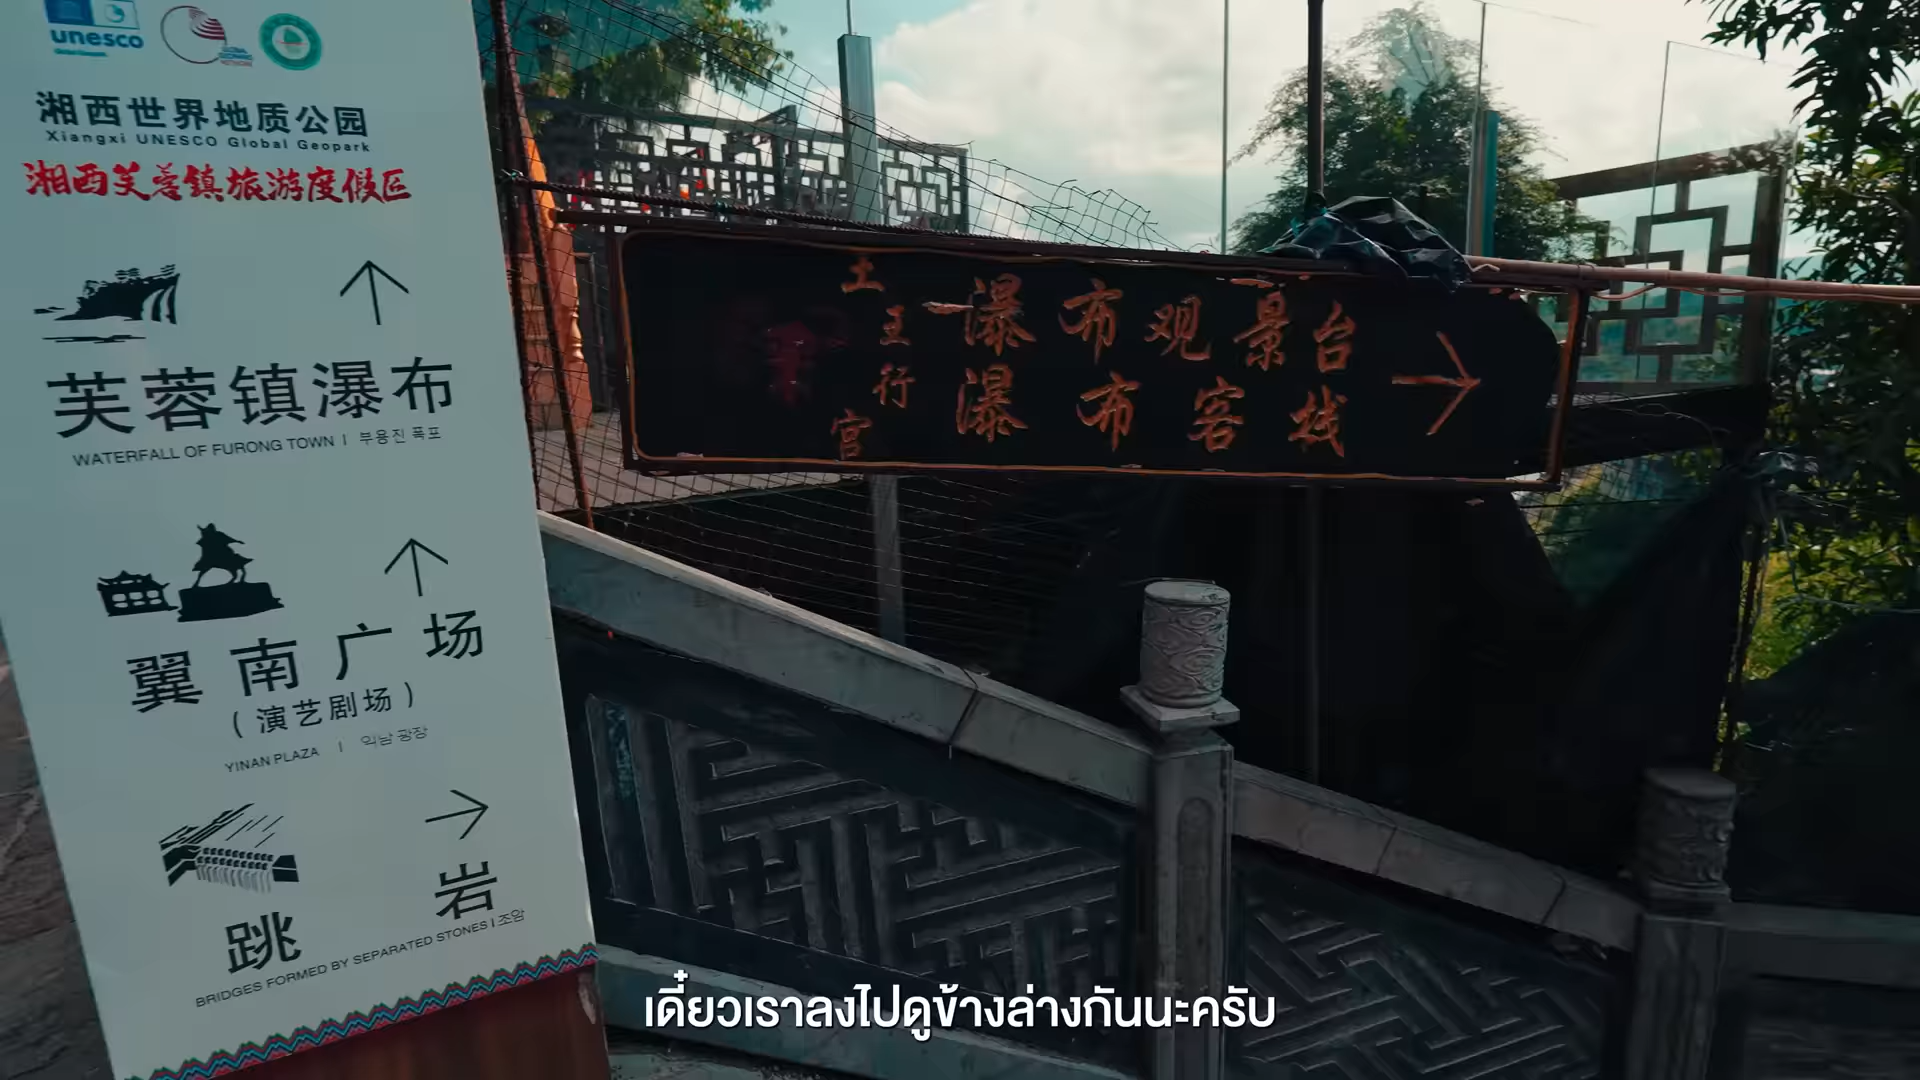 unesco
湘西世界地质公园
Xiangxi UNESCO Global Geopark
湘西芙蓉镇旅游度假区
芙蓉镇瀑布
WATERFALL OF FURONG TOWN | 부용진 폭포
翼南广场
(演艺剧场)
YINAN PLAZA | 익남 광장
跳岩
BRIDGES FORMED BY SEPARATED STONES | 조암
土王行宫
瀑布观景台
瀑布客栈
เดี๋ยวเราลงไปดูข้างล่างกันนะครับ